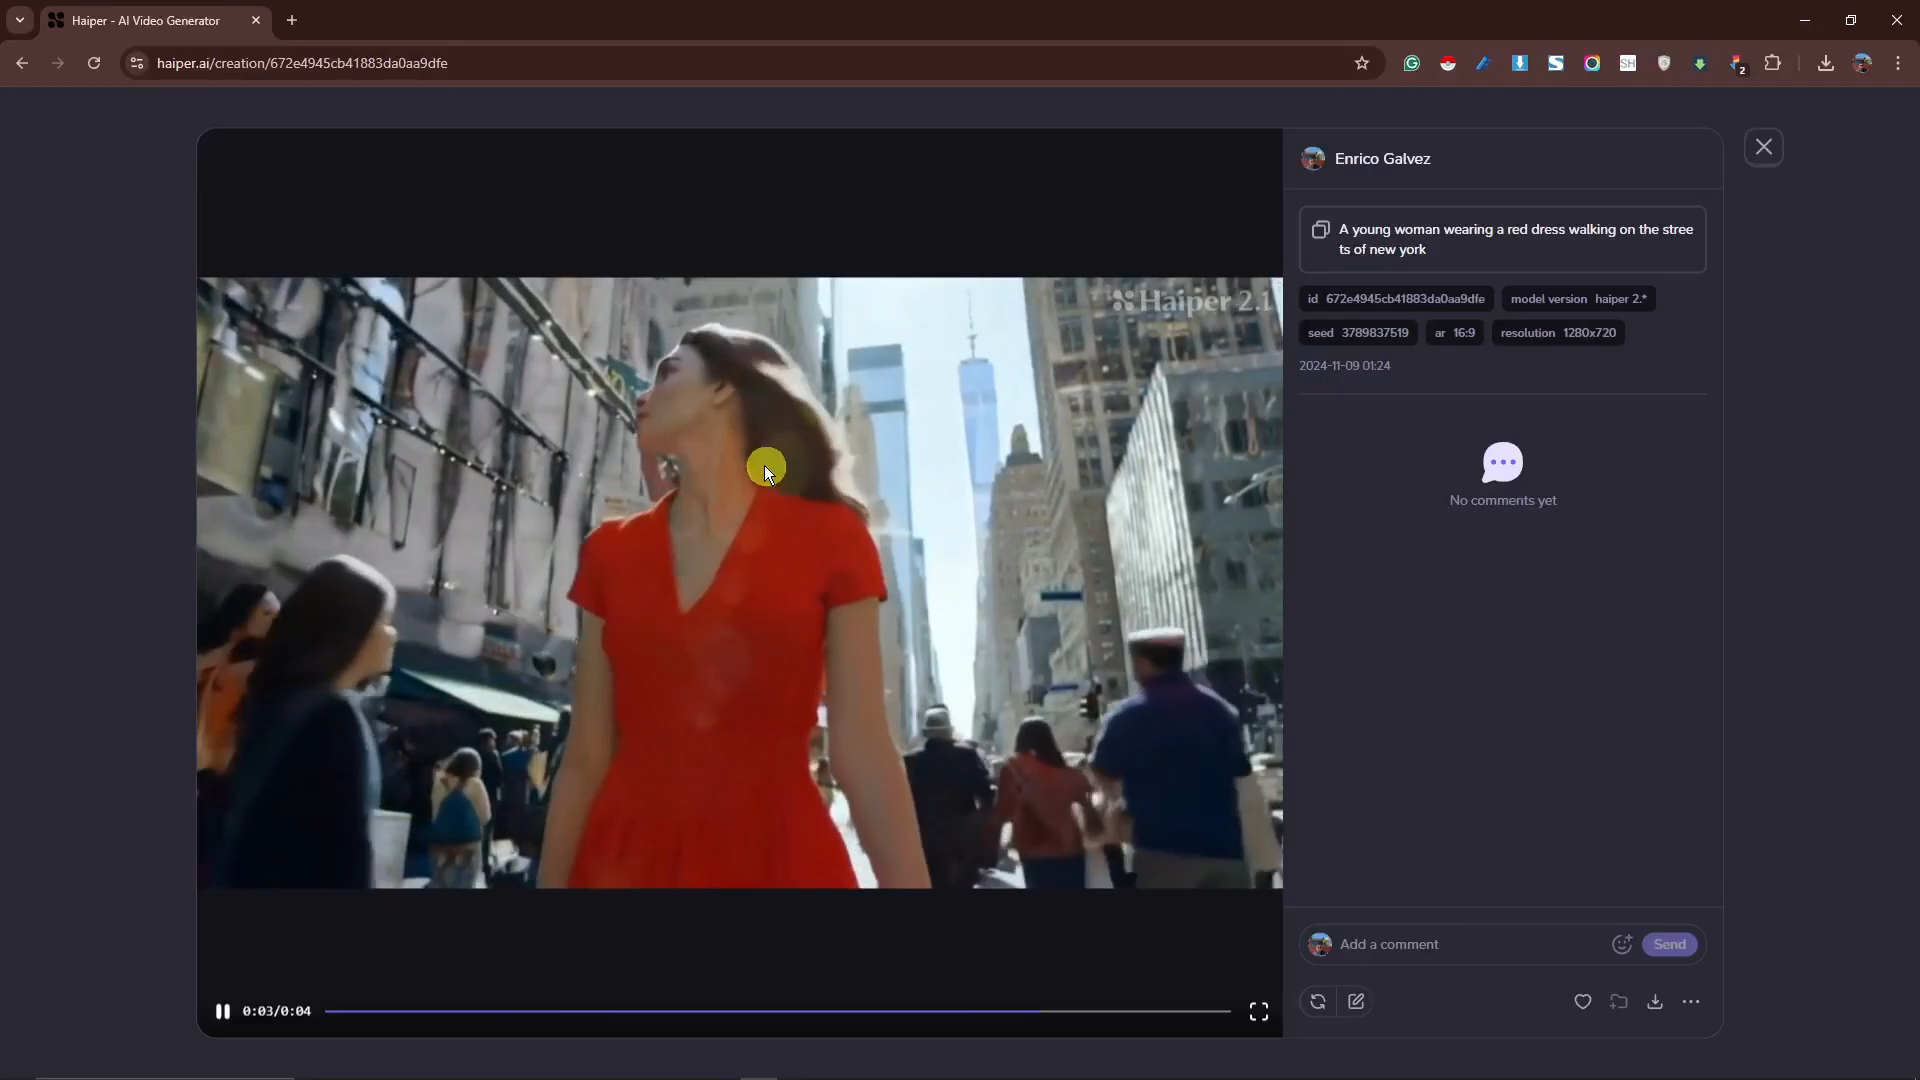 Haiper - AI Video Generator
haiper.ai/creation/672e4945cb41883da0aa9dfe
SH
2
Haiper 2.1
Enrico Galvez
A young woman wearing a red dress walking on the stree
ts of new york
id 672e4945cb41883da0aa9dfe model version haiper 2.*
seed 3789837519 ar 16:9 resolution 1280x720
2024-11-09 01:24
No comments yet
Add a comment Send
0:03/0:04